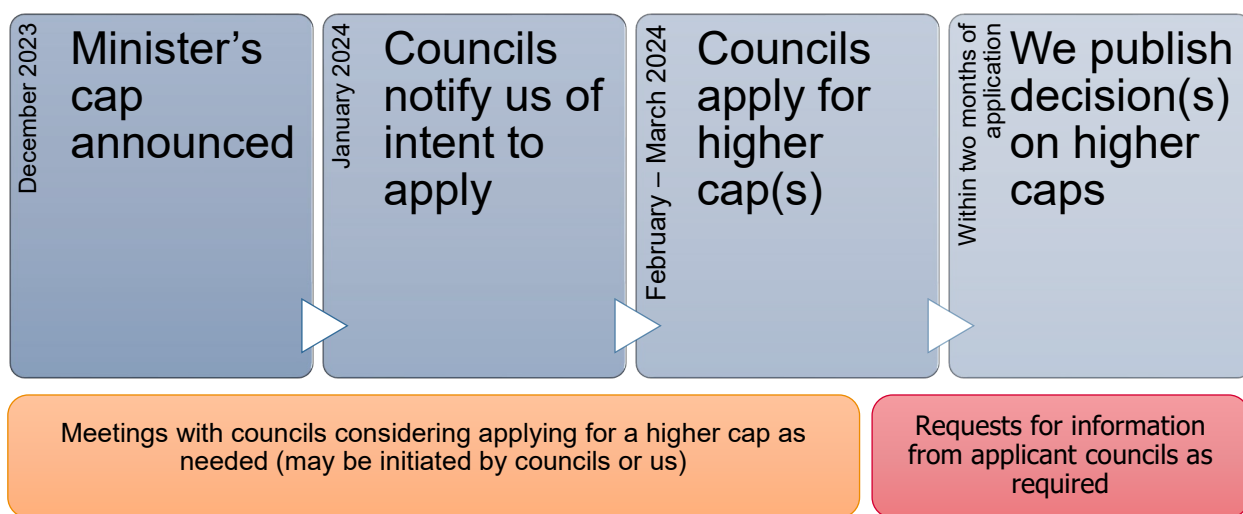 December 2023
Minister’s
cap
announced
January 2024
Councils
notify us of
intent to
apply
February – March 2024
Councils
apply for
higher
cap(s)
Within two months of
application
We publish
decision(s)
on higher
caps
Meetings with councils considering applying for a higher cap as
needed (may be initiated by councils or us)
Requests for information
from applicant councils as
required